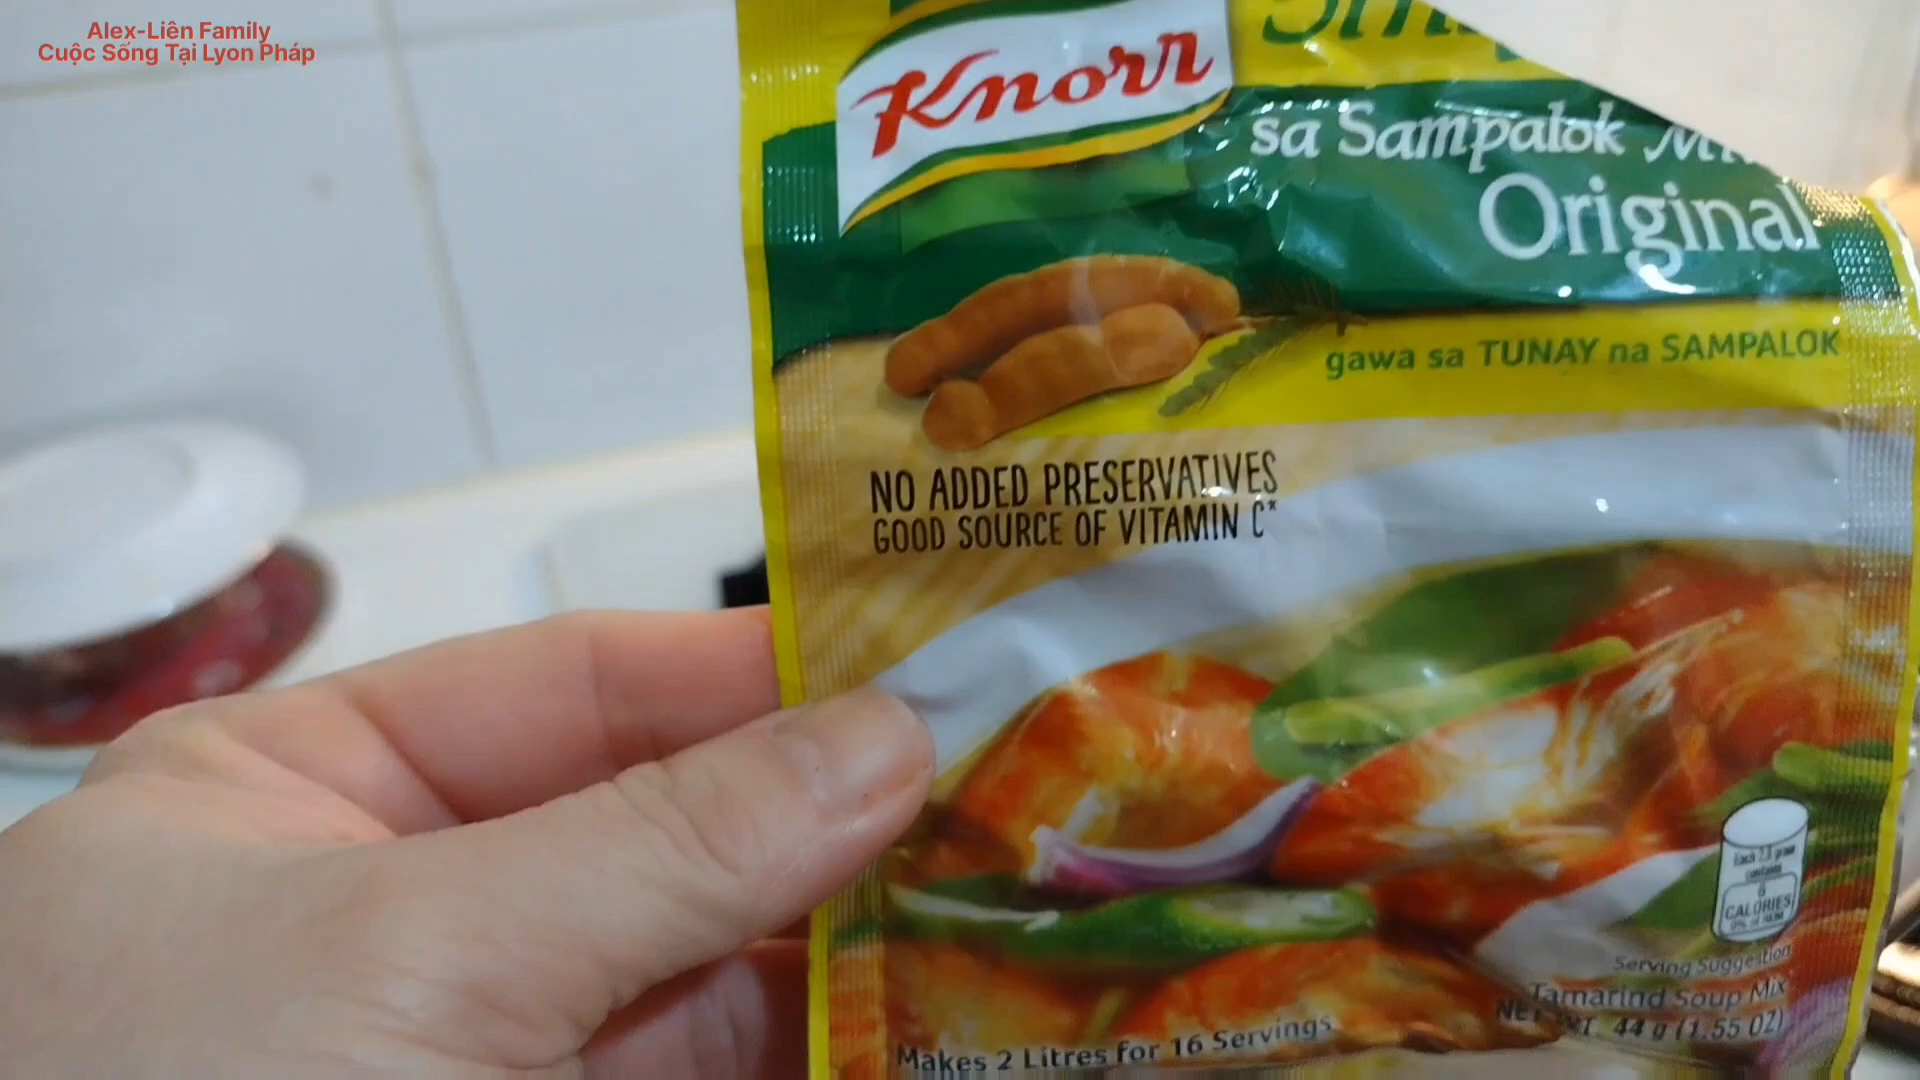 Alex-Liên Family
Cuộc Sống Tại Lyon Pháp
Knorr
sa Sampalok
Original
gawa sa TUNAY na SAMPALOK
NO ADDED PRESERVATIVES
GOOD SOURCE OF VITAMIN C*
contains
6
CALORIES
Serving Suggestion
Tamarind Soup Mix
44 g (1.55 OZ)
Makes 2 Litres for 16 Servings